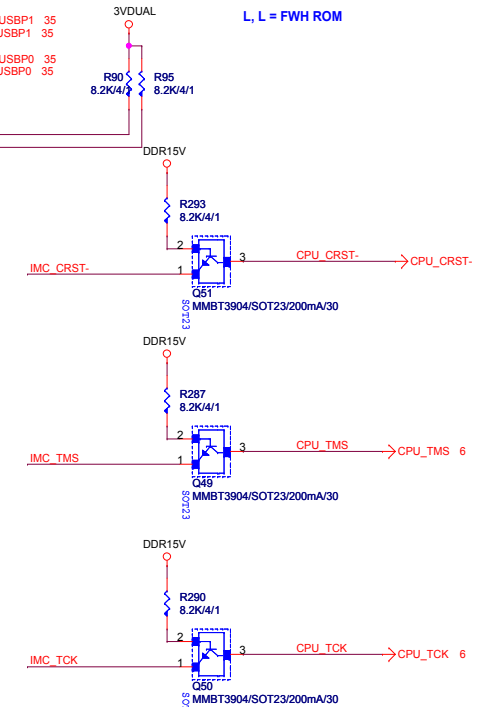 3VDUAL
L, L = FWH ROM
USBP1 35
USBP1 35
USBP0 35
USBP0 35
R90
8.2K/4/1
R95
8.2K/4/1
DDR15V
R293
8.2K/4/1
2
3
1
IMC_CRST-
CPU_CRST-
CPU_CRST-
Q51
MMBT3904/SOT23/200mA/30
SOT23
DDR15V
R287
8.2K/4/1
2
3
1
IMC_TMS
CPU_TMS
CPU_TMS 6
Q49
MMBT3904/SOT23/200mA/30
SOT23
DDR15V
R290
8.2K/4/1
2
3
1
IMC_TCK
CPU_TCK
CPU_TCK 6
Q50
MMBT3904/SOT23/200mA/30